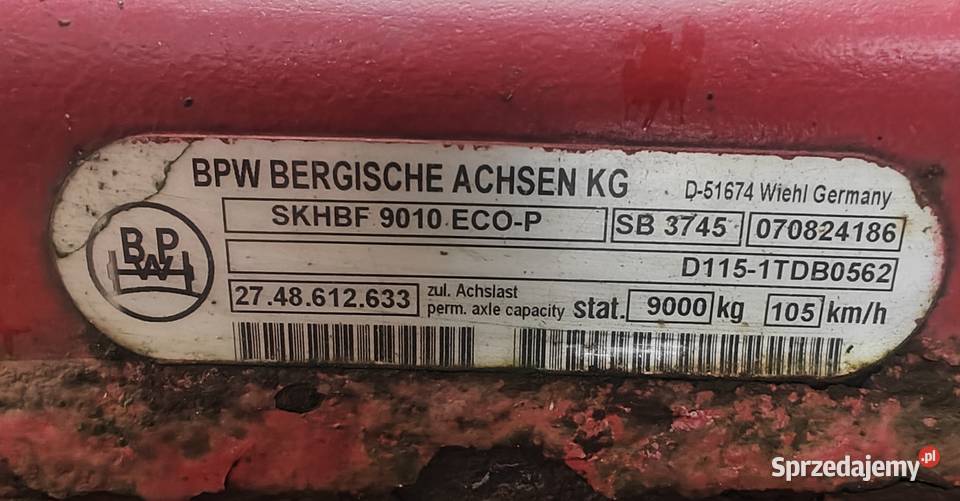 BPW BERGISCHE ACHSEN KG D-51674 Wiehl Germany
SKHBF 9010 ECO-P SB 3745 070824186
BPW
D115-1TDB0562
27.48.612.633 zul. Achslast perm. axle capacity stat. 9000 kg 105 km/h
Sprzedajemy.pl